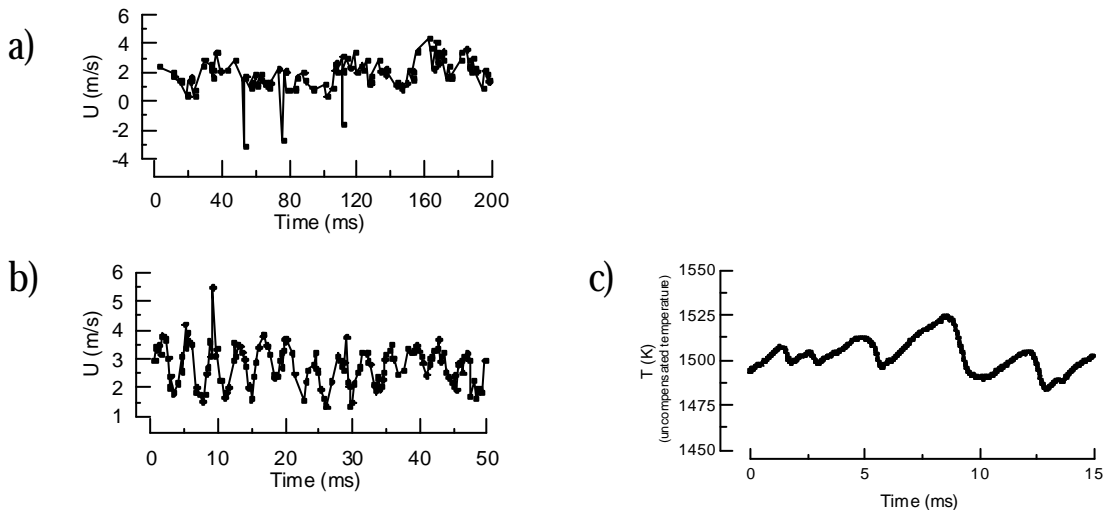 a)
U (m/s)
6
4
2
0
-2
-4
0 40 80 120 160 200
Time (ms)
b)
U (m/s)
6
5
4
3
2
1
0 10 20 30 40 50
Time (ms)
c)
T (K)
(uncompensated temperature)
1550
1525
1500
1475
1450
0 5 10 15
Time (ms)